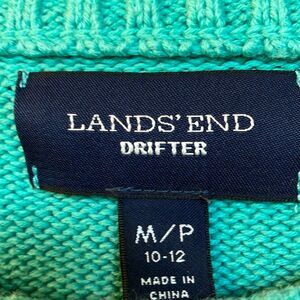 LANDS' END
DRIFTER
M/P
10-12
MADE IN
CHINA